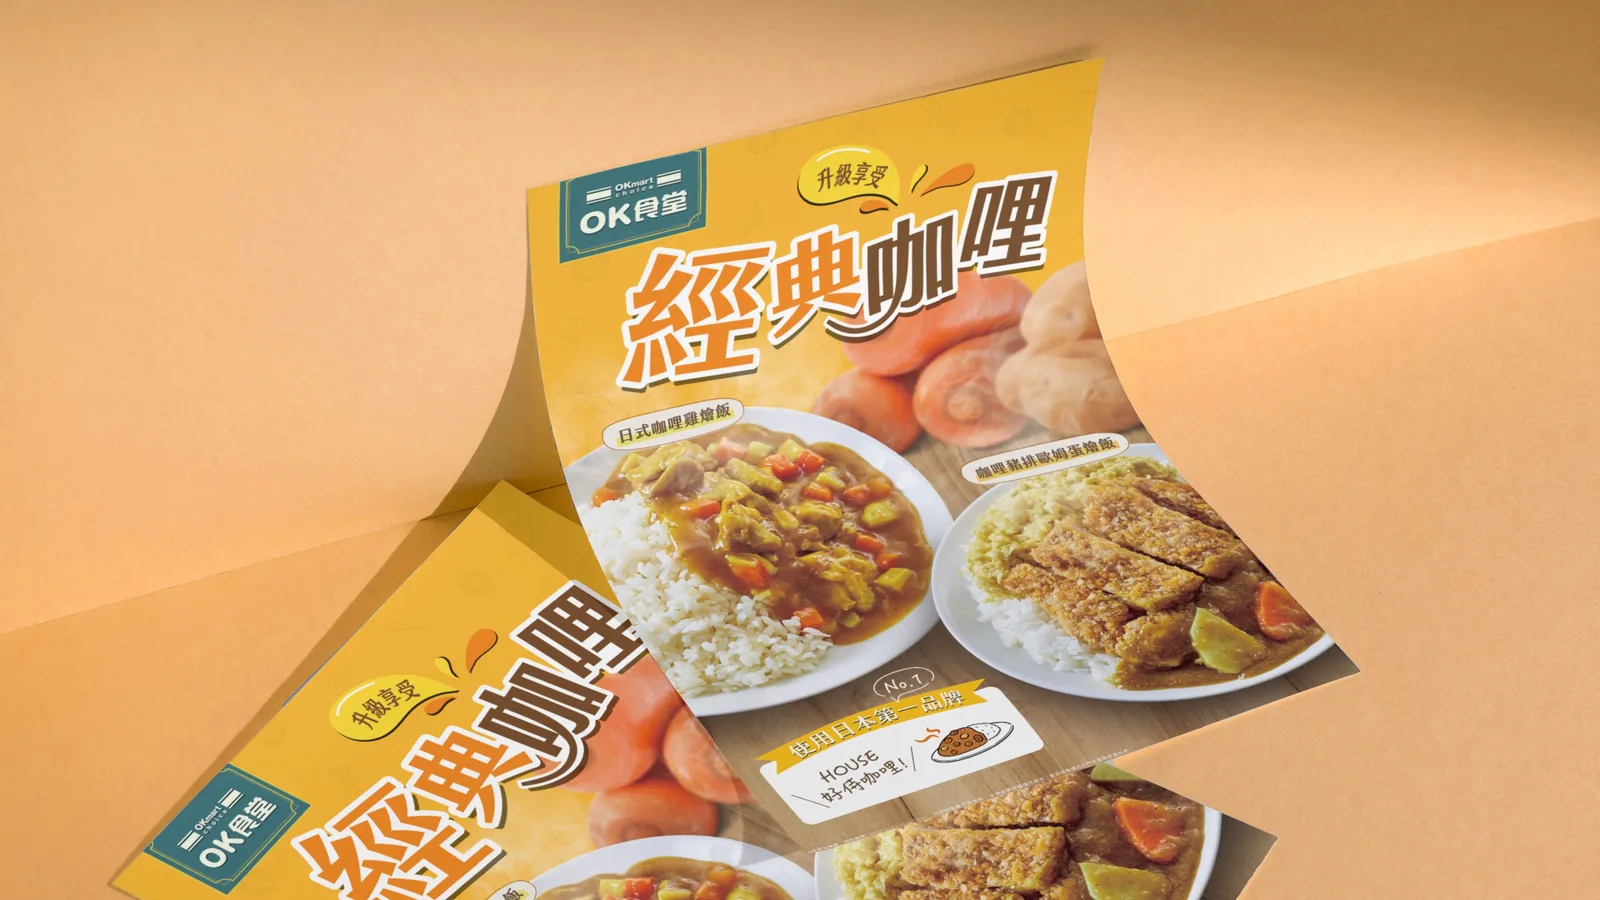 OKmart
choice
OK食堂
升級享受
經典咖哩
日式咖哩雞燴飯
咖哩豬排歐姆蛋燴飯
No.1
使用日本第一品牌
HOUSE
好侍咖哩!
升級享受
經典咖哩
OKmart
choice
OK食堂
飯